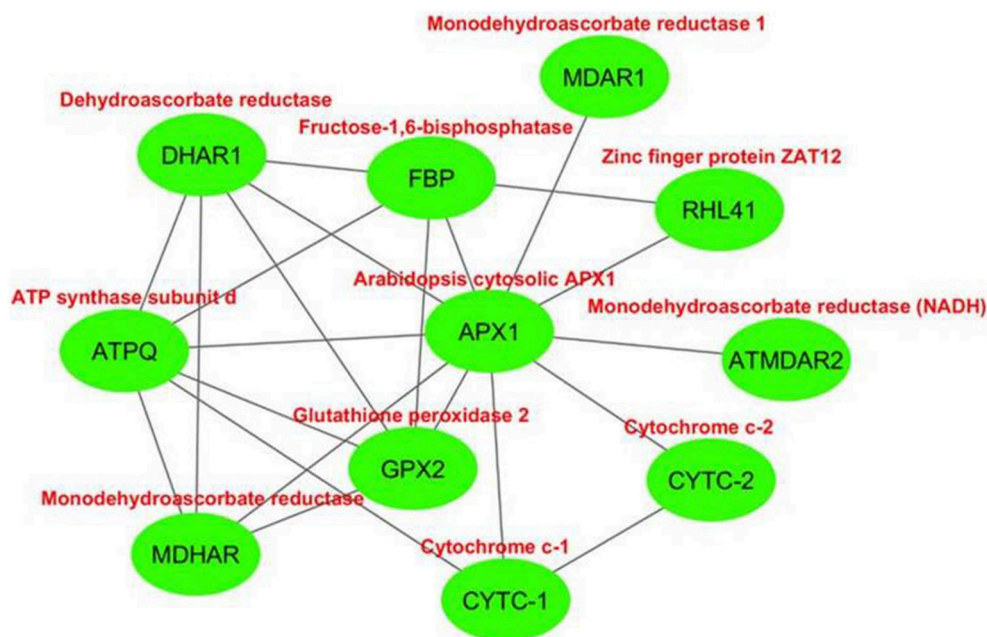 Monodehydroascorbate reductase 1
MDAR1
Dehydroascorbate reductase
DHAR1
Fructose-1,6-bisphosphatase
FBP
Zinc finger protein ZAT12
RHL41
Arabidopsis cytosolic APX1
APX1
ATP synthase subunit d
ATPQ
Monodehydroascorbate reductase (NADH)
ATMDAR2
Glutathione peroxidase 2
GPX2
Cytochrome c-2
CYTC-2
Monodehydroascorbate reductase
MDHAR
Cytochrome c-1
CYTC-1